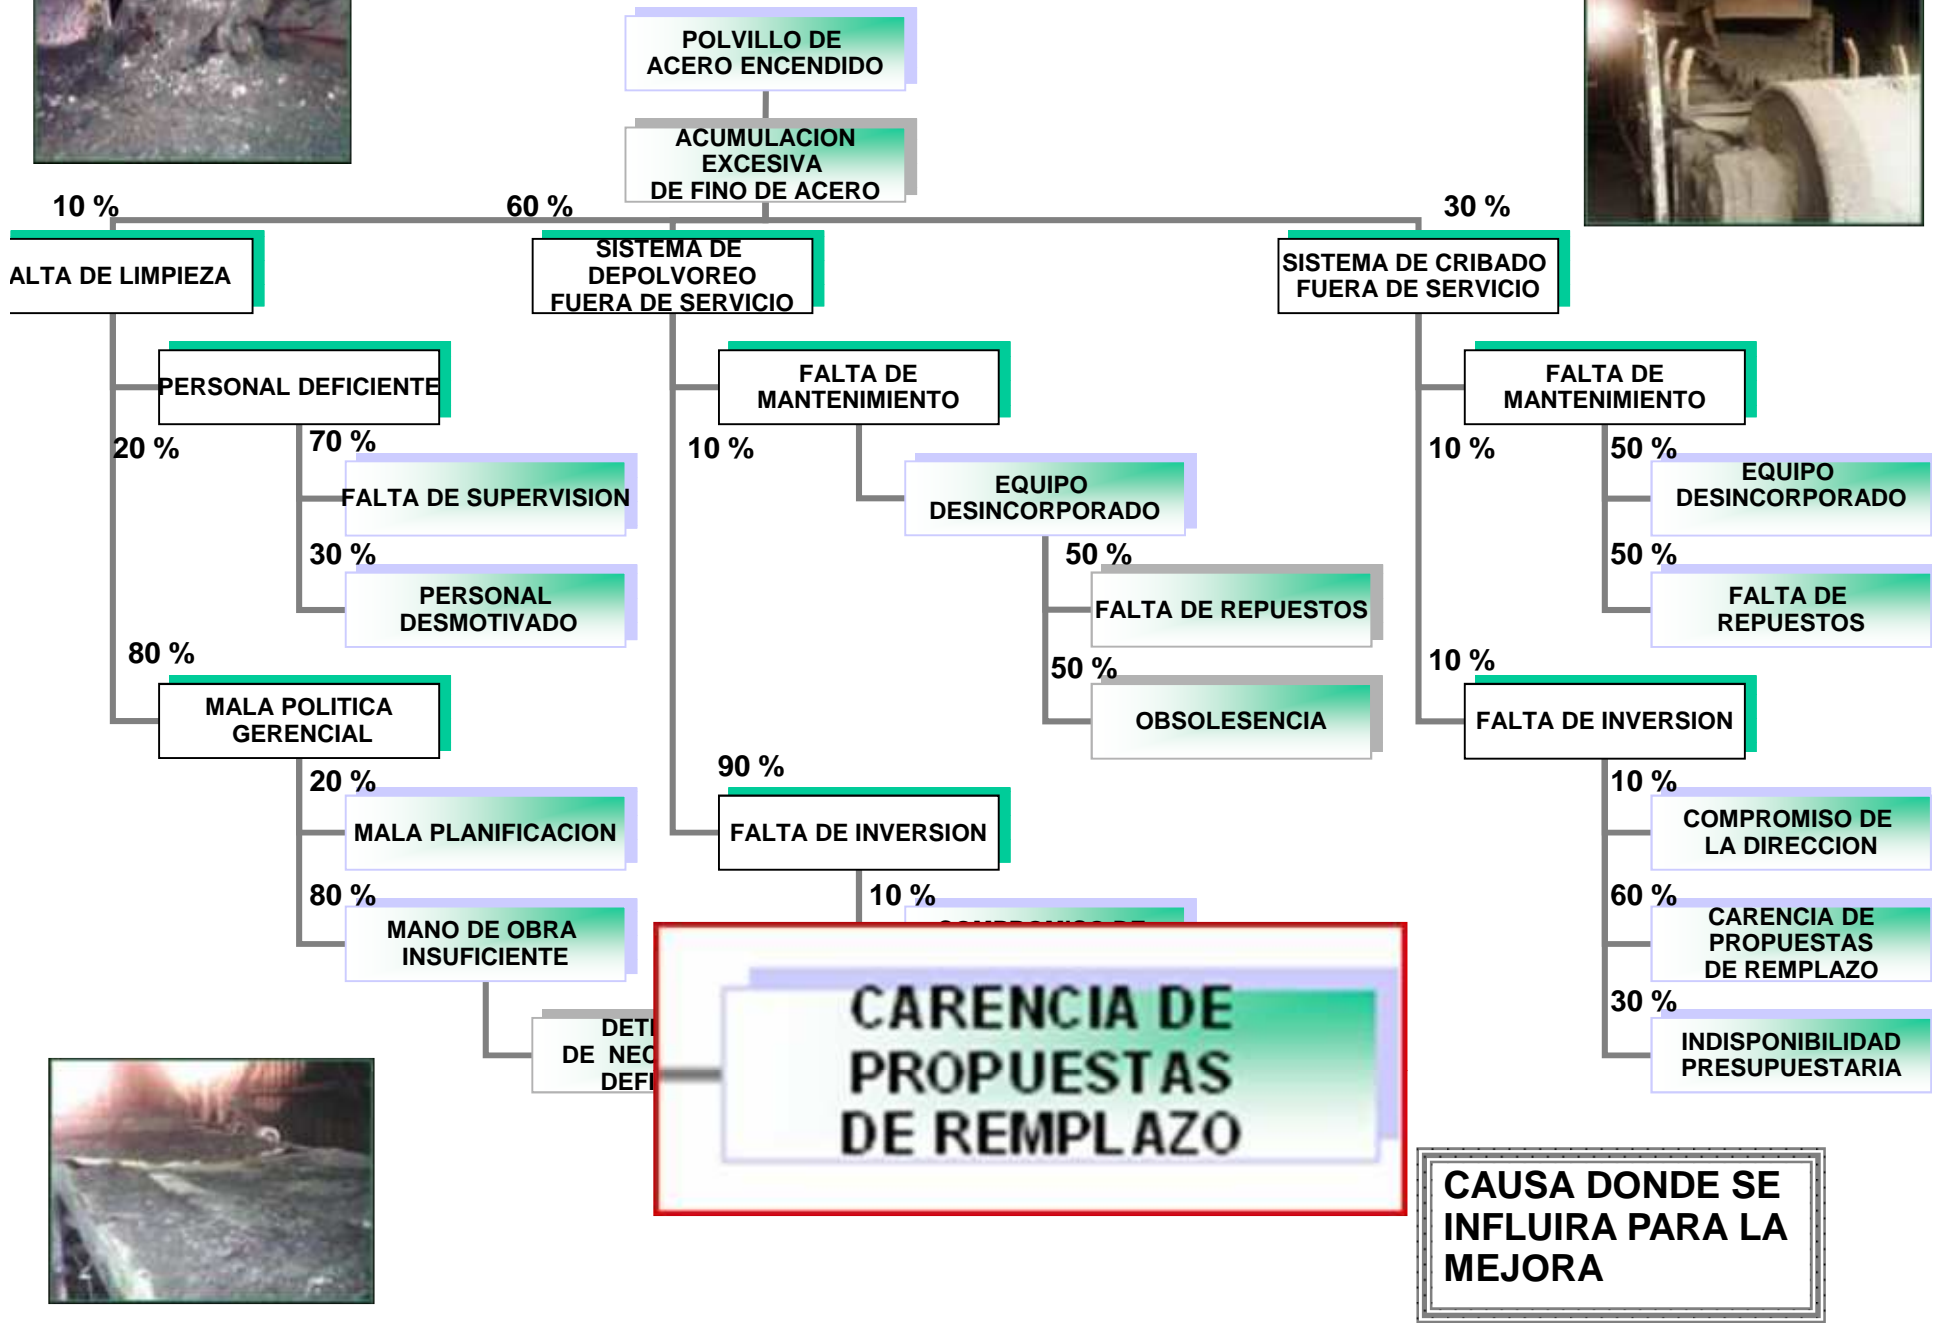 POLVILLO DE
ACERO ENCENDIDO
ACUMULACION
EXCESIVA
DE FINO DE ACERO
10 %
60 %
30 %
ALTA DE LIMPIEZA
SISTEMA DE
DEPOLVOREO
FUERA DE SERVICIO
SISTEMA DE CRIBADO
FUERA DE SERVICIO
PERSONAL DEFICIENTE
20 %
70 %
FALTA DE SUPERVISION
30 %
PERSONAL
DESMOTIVADO
80 %
MALA POLITICA
GERENCIAL
20 %
MALA PLANIFICACION
80 %
MANO DE OBRA
INSUFICIENTE
DE
FALTA DE
MANTENIMIENTO
10 %
EQUIPO
DESINCORPORADO
50 %
FALTA DE REPUESTOS
50 %
OBSOLESENCIA
90 %
FALTA DE INVERSION
10 %
CARENCIA DE
PROPUESTAS
DE REMPLAZO
FALTA DE
MANTENIMIENTO
10 %
50 %
EQUIPO
DESINCORPORADO
50 %
FALTA DE
REPUESTOS
10 %
FALTA DE INVERSION
10 %
COMPROMISO DE
LA DIRECCION
60 %
CARENCIA DE
PROPUESTAS
DE REMPLAZO
30 %
INDISPONIBILIDAD
PRESUPUESTARIA
CAUSA DONDE SE
INFLUIRA PARA LA
MEJORA